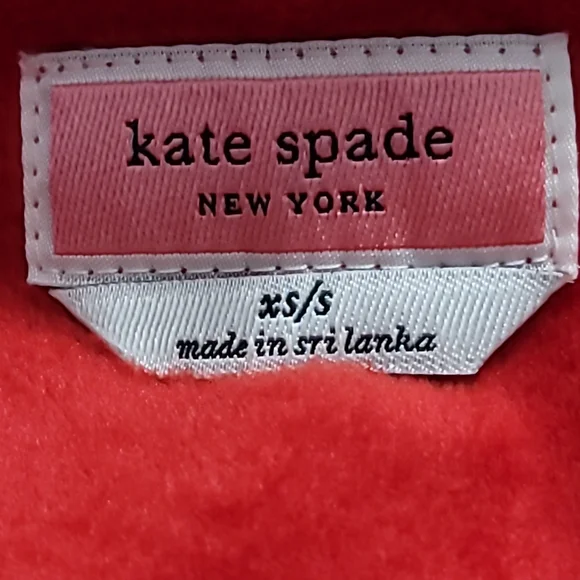 kate spade
NEW YORK
xs/s
made in sri lanka